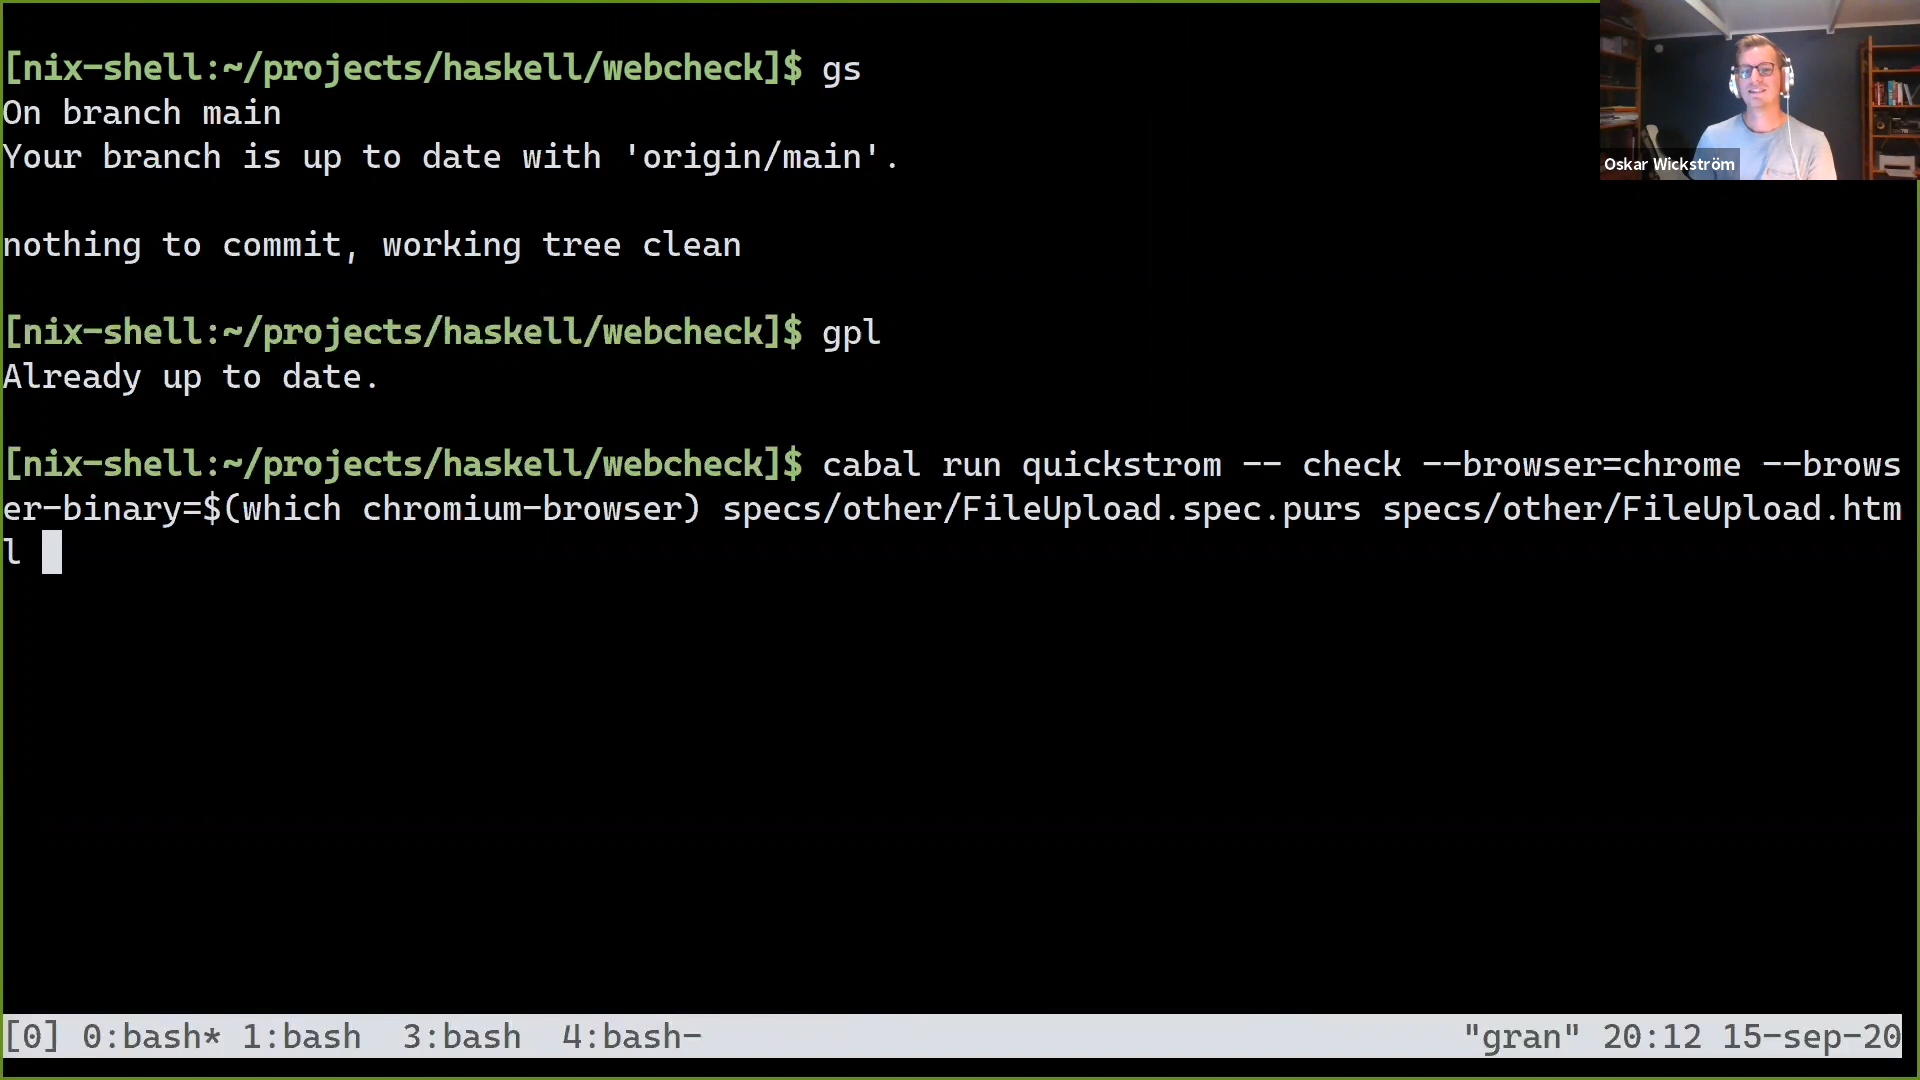 [nix-shell:~/projects/haskell/webcheck]$ gs
On branch main
Your branch is up to date with 'origin/main'.
nothing to commit, working tree clean
[nix-shell:~/projects/haskell/webcheck]$ gpl
Already up to date.
[nix-shell:~/projects/haskell/webcheck]$ cabal run quickstrom -- check --browser=chrome --brows
er-binary=$(which chromium-browser) specs/other/FileUpload.spec.purs specs/other/FileUpload.htm
l
Oskar Wickström
[0] 0:bash* 1:bash  3:bash  4:bash- "gran" 20:12 15-sep-20